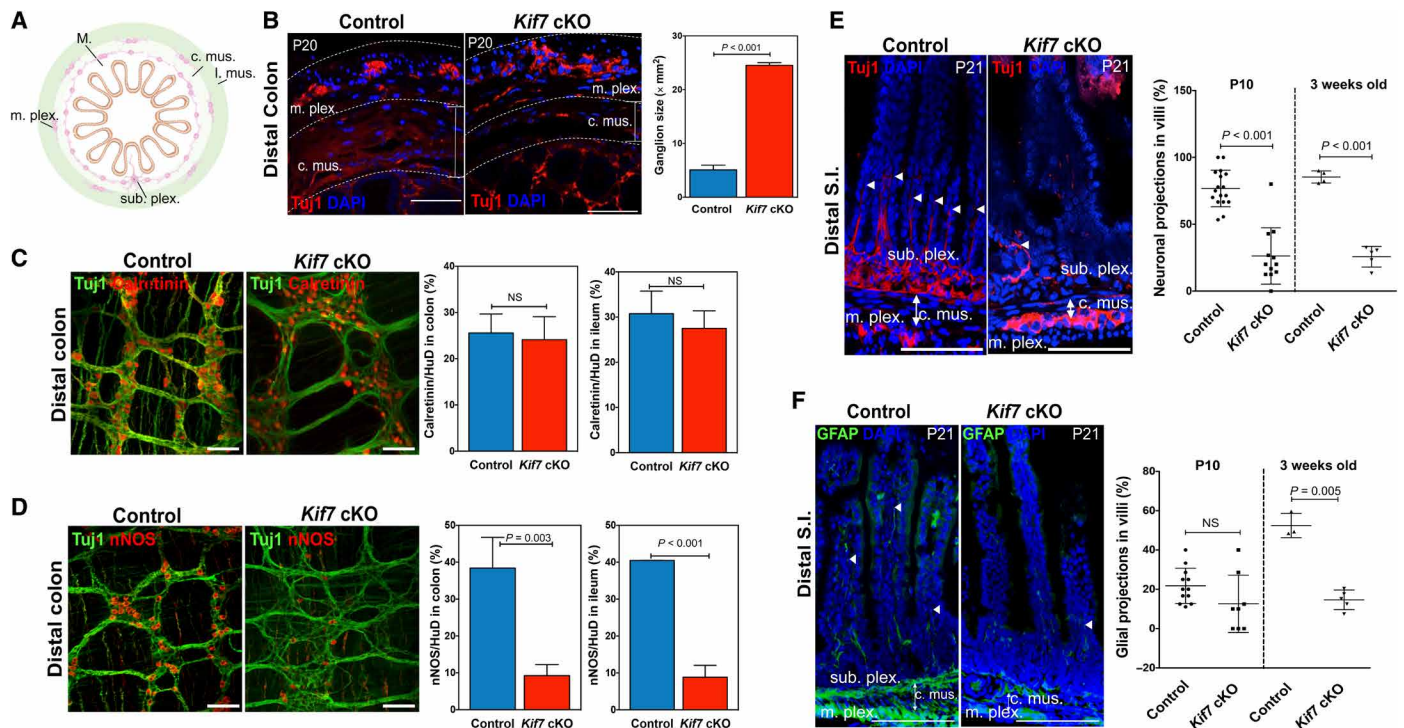 A
M.
c. mus.
l. mus.
m. plex.
sub. plex.
B
Control
Kif7 cKO
Distal Colon
P20
m. plex.
c. mus.
Tuj1 DAPI
P20
m. plex.
c. mus.
Tuj1 DAPI
Ganglion size (× mm²)
30
20
10
0
P < 0.001
Control
Kif7 cKO
C
Control
Kif7 cKO
Distal colon
Tuj1 Calretinin
Tuj1 Calretinin
Calretinin/HuD in colon (%)
40
30
20
10
0
NS
Control
Kif7 cKO
Calretinin/HuD in ileum (%)
40
30
20
10
0
NS
Control
Kif7 cKO
D
Control
Kif7 cKO
Distal colon
Tuj1 nNOS
Tuj1 nNOS
nNOS/HuD in colon (%)
50
40
30
20
10
0
P = 0.003
Control
Kif7 cKO
nNOS/HuD in ileum (%)
50
40
30
20
10
0
P < 0.001
Control
Kif7 cKO
E
Control
Kif7 cKO
Distal S.I.
Tuj1 DAPI
P21
sub. plex.
c. mus.
m. plex.
Tuj1 DAPI
P21
sub. plex.
c. mus.
m. plex.
Neuronal projections in villi (%)
150
100
50
0
P10
3 weeks old
P < 0.001
P < 0.001
Control
Kif7 cKO
Control
Kif7 cKO
F
Control
Kif7 cKO
Distal S.I.
GFAP DAPI
P21
sub. plex.
c. mus.
m. plex.
GFAP DAPI
P21
c. mus.
m. plex.
Glial projections in villi (%)
80
60
40
20
0
-20
P10
3 weeks old
NS
P = 0.005
Control
Kif7 cKO
Control
Kif7 cKO